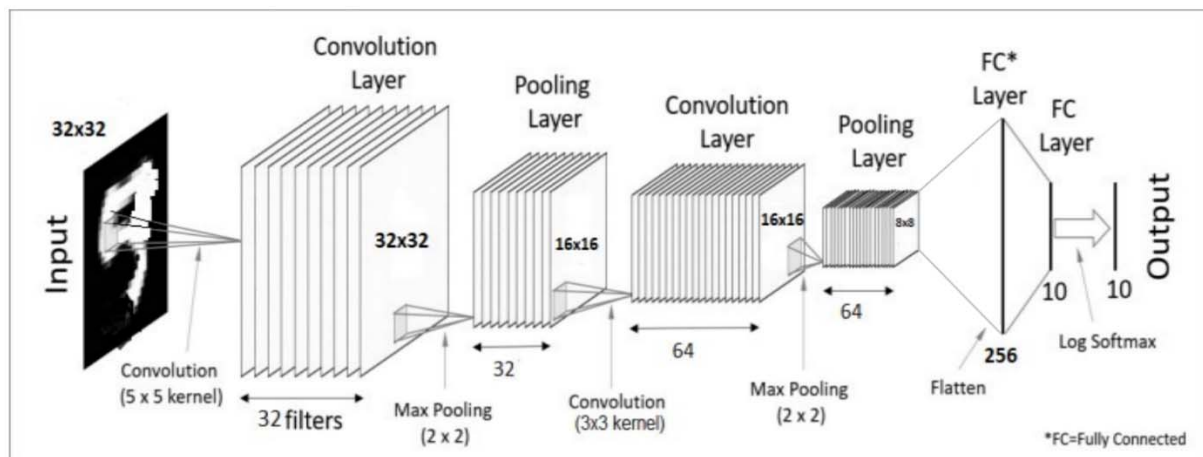 32x32
Input
Convolution
(5 x 5 kernel)
Convolution
Layer
32x32
32 filters
Max Pooling
(2 x 2)
Pooling
Layer
16x16
32
Convolution
(3x3 kernel)
Convolution
Layer
16x16
64
Max Pooling
(2 x 2)
Pooling
Layer
8x8
64
Flatten
FC*
Layer
256
FC
Layer
10
Log Softmax
10
Output
*FC=Fully Connected